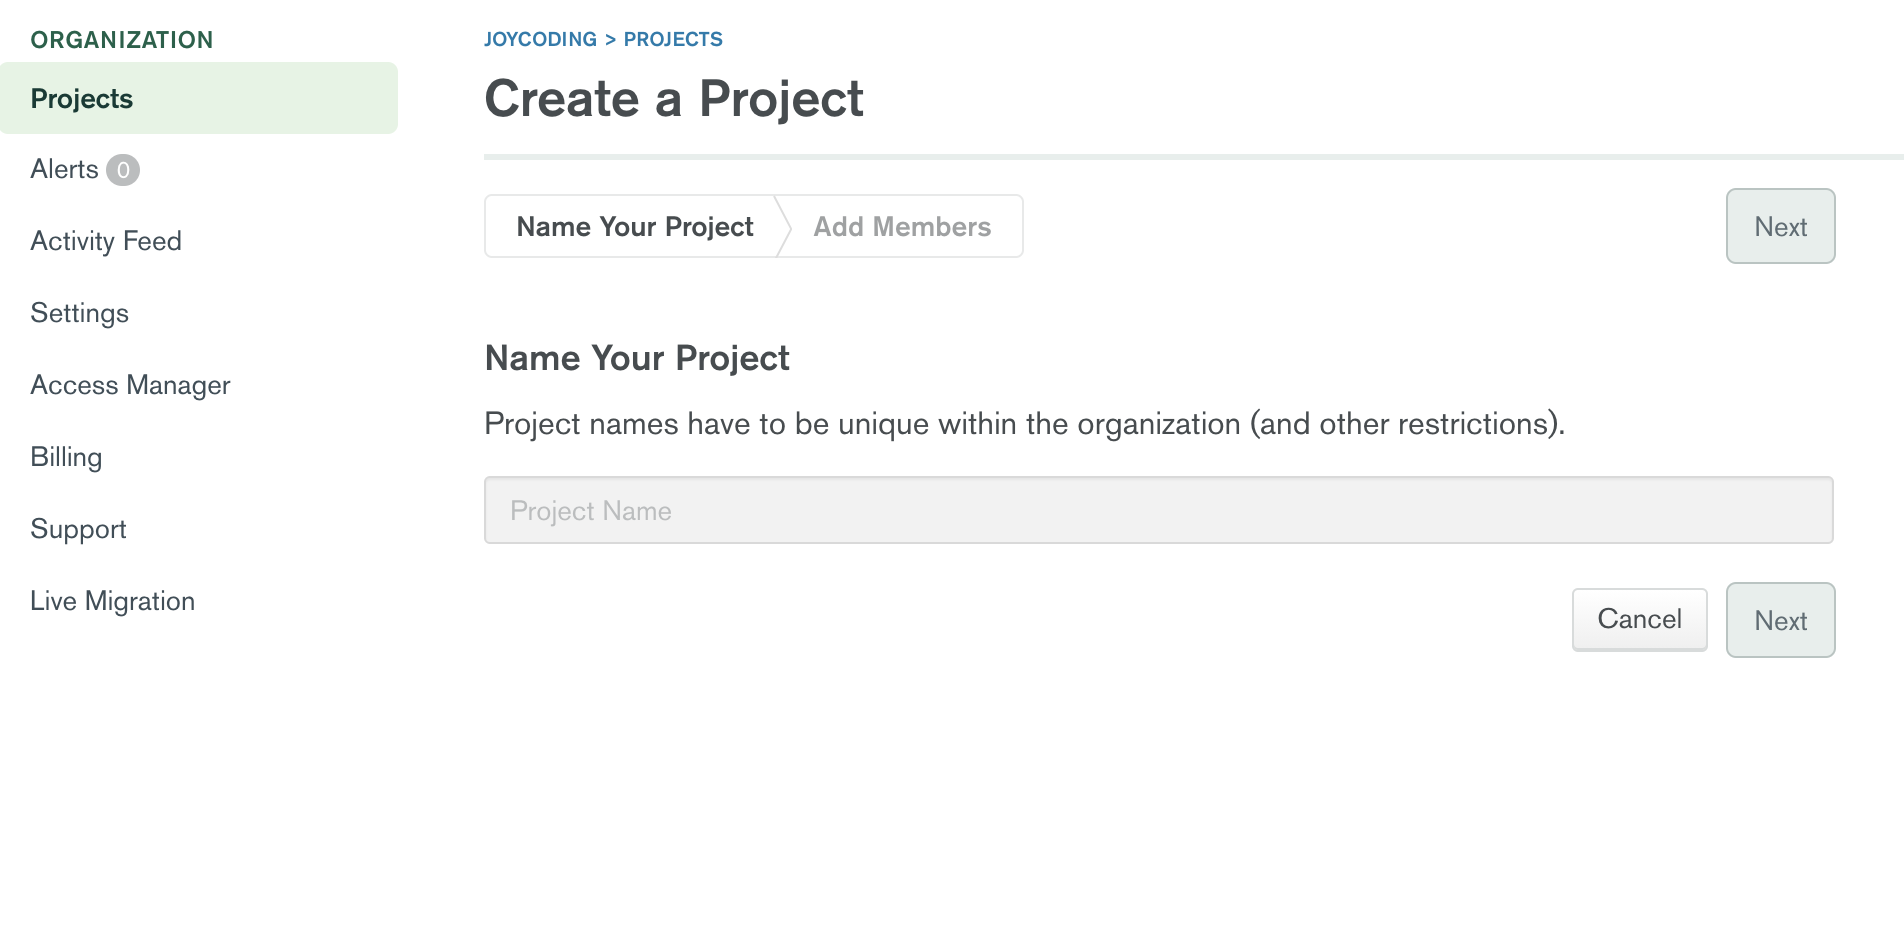 ORGANIZATION
Projects
Alerts 0
Activity Feed
Settings
Access Manager
Billing
Support
Live Migration
JOYCODING > PROJECTS
Create a Project
Name Your Project
Add Members
Next
Name Your Project
Project names have to be unique within the organization (and other restrictions).
Project Name
Cancel
Next